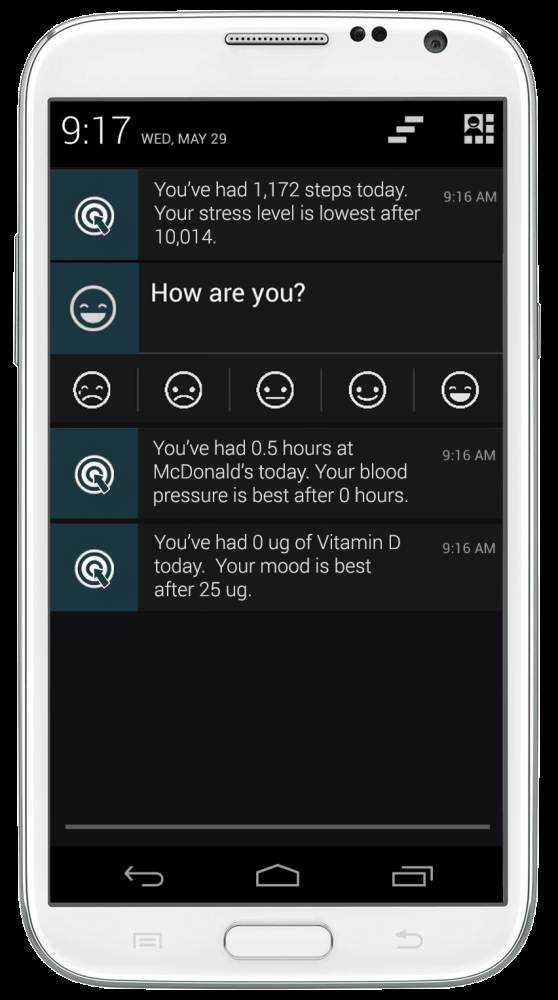 9:17 WED, MAY 29
You've had 1,172 steps today. 9:16 AM
Your stress level is lowest after
10,014.
How are you?
You've had 0.5 hours at 9:16 AM
McDonald's today. Your blood
pressure is best after 0 hours.
You've had 0 ug of Vitamin D 9:16 AM
today.  Your mood is best
after 25 ug.